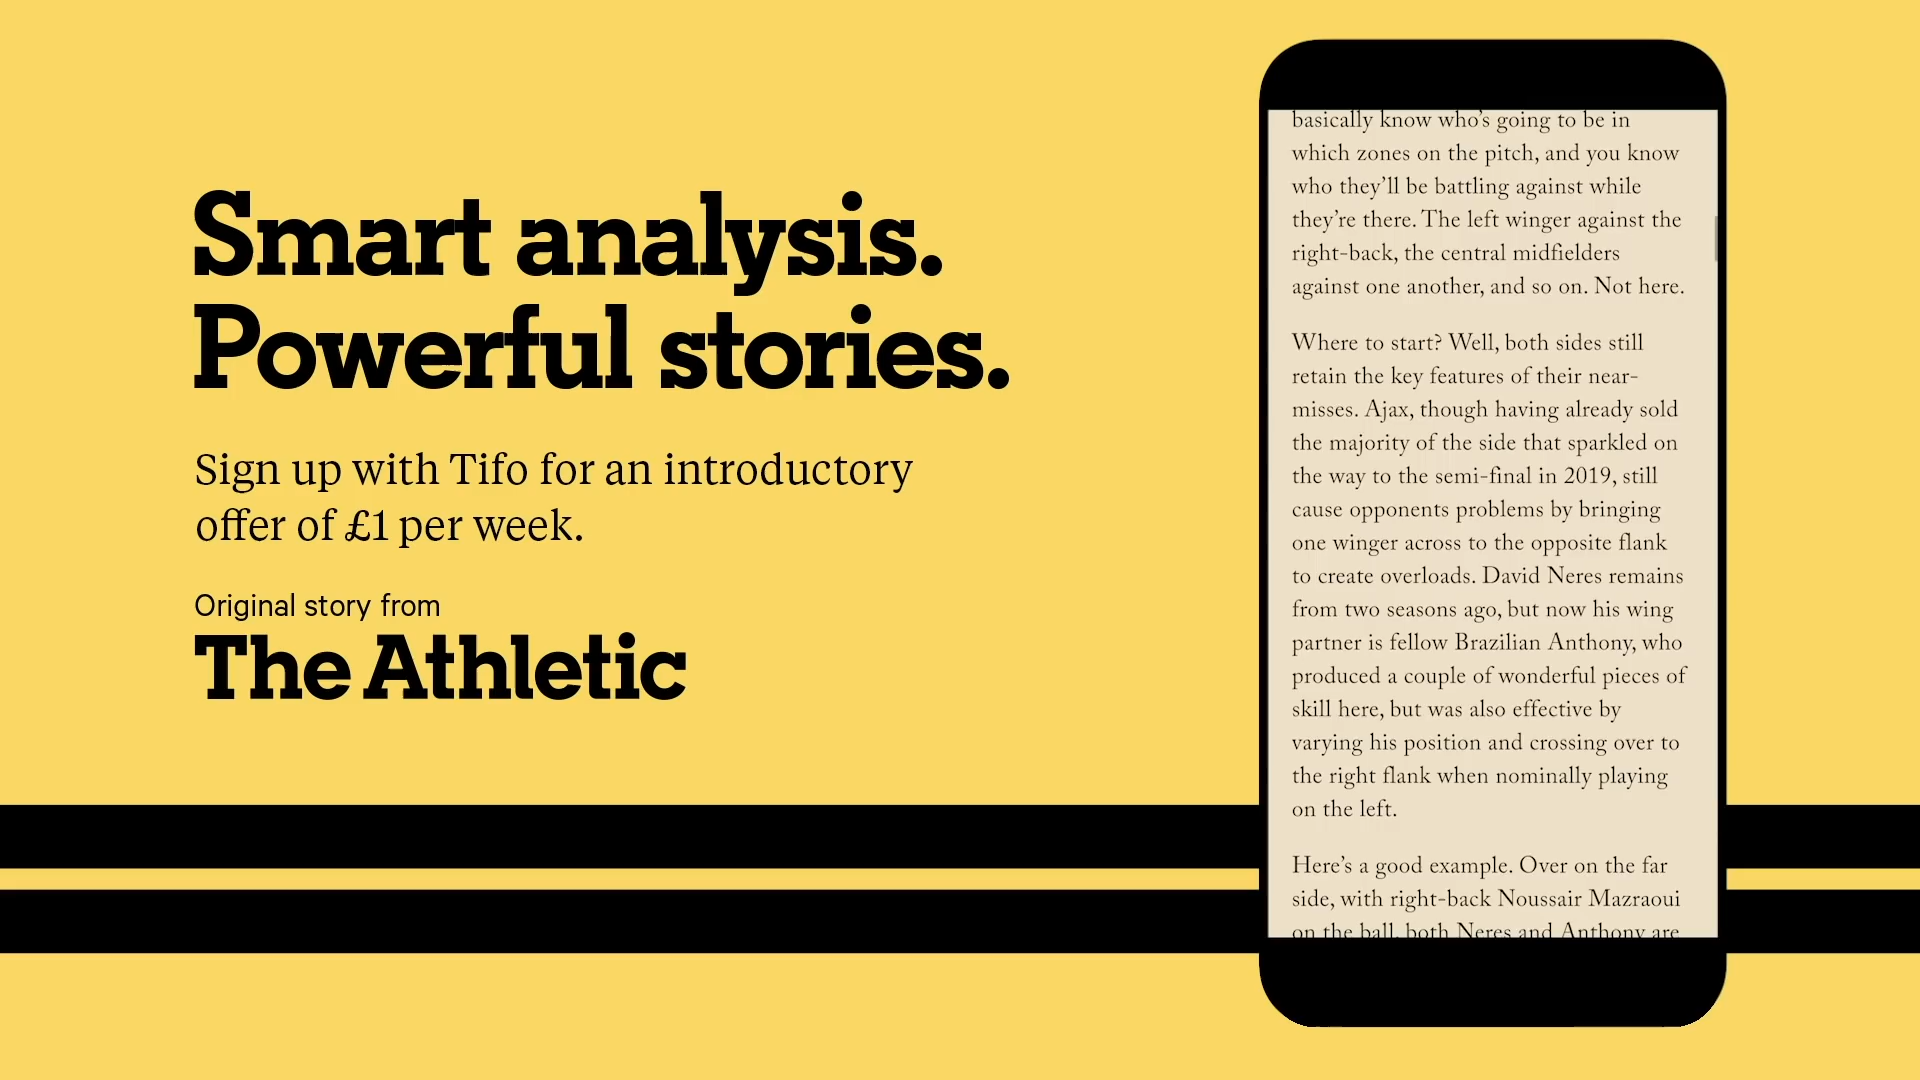 Smart analysis.
Powerful stories.
Sign up with Tifo for an introductory
offer of £1 per week.
Original story from
The Athletic
basically know who’s going to be in
which zones on the pitch, and you know
who they’ll be battling against while
they’re there. The left winger against the
right-back, the central midfielders
against one another, and so on. Not here.
Where to start? Well, both sides still
retain the key features of their near-
misses. Ajax, though having already sold
the majority of the side that sparkled on
the way to the semi-final in 2019, still
cause opponents problems by bringing
one winger across to the opposite flank
to create overloads. David Neres remains
from two seasons ago, but now his wing
partner is fellow Brazilian Anthony, who
produced a couple of wonderful pieces of
skill here, but was also effective by
varying his position and crossing over to
the right flank when nominally playing
on the left.
Here’s a good example. Over on the far
side, with right-back Noussair Mazraoui
on the ball, both Neres and Anthony are